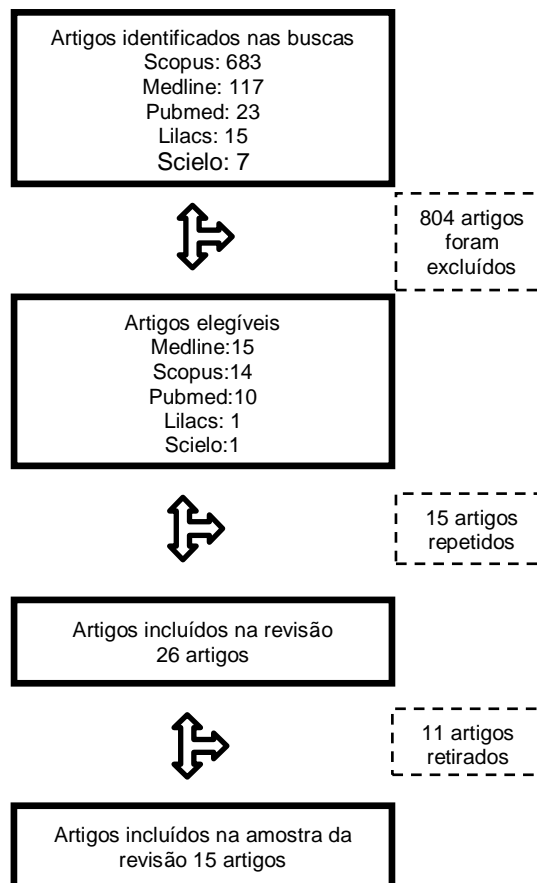 Artigos identificados nas buscas
Scopus: 683
Medline: 117
Pubmed: 23
Lilacs: 15
Scielo: 7
804 artigos
foram
excluídos
Artigos elegíveis
Medline:15
Scopus:14
Pubmed:10
Lilacs: 1
Scielo:1
15 artigos
repetidos
Artigos incluídos na revisão
26 artigos
11 artigos
retirados
Artigos incluídos na amostra da
revisão 15 artigos